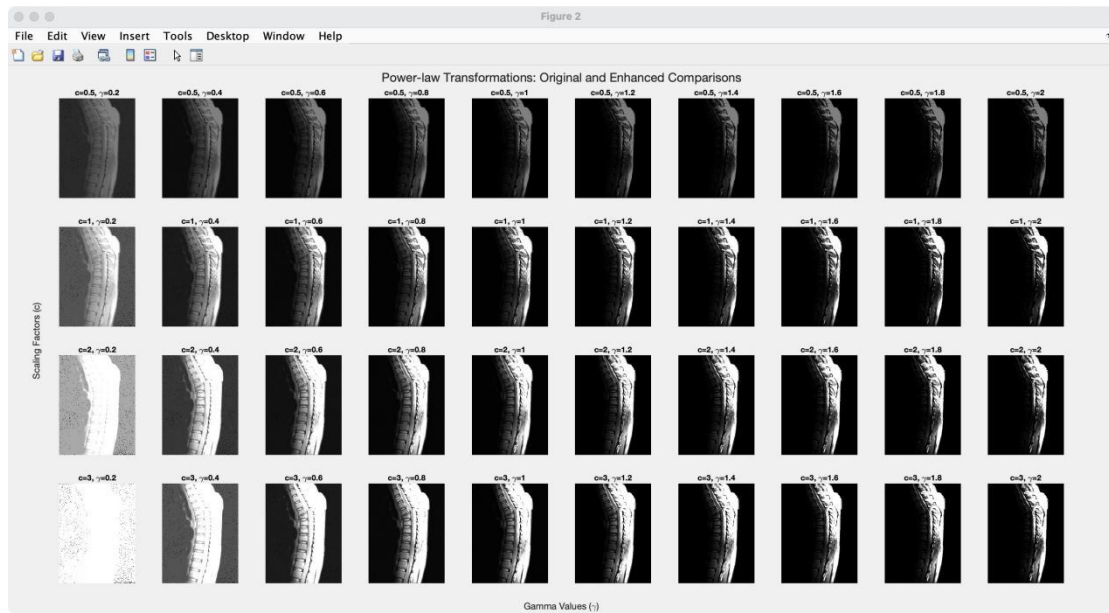 Figure 2
File Edit View Insert Tools Desktop Window Help
Power-law Transformations: Original and Enhanced Comparisons
c=0.5, γ=0.2 c=0.5, γ=0.4 c=0.5, γ=0.6 c=0.5, γ=0.8 c=0.5, γ=1 c=0.5, γ=1.2 c=0.5, γ=1.4 c=0.5, γ=1.6 c=0.5, γ=1.8 c=0.5, γ=2
c=1, γ=0.2 c=1, γ=0.4 c=1, γ=0.6 c=1, γ=0.8 c=1, γ=1 c=1, γ=1.2 c=1, γ=1.4 c=1, γ=1.6 c=1, γ=1.8 c=1, γ=2
Scaling Factors (c)
c=2, γ=0.2 c=2, γ=0.4 c=2, γ=0.6 c=2, γ=0.8 c=2, γ=1 c=2, γ=1.2 c=2, γ=1.4 c=2, γ=1.6 c=2, γ=1.8 c=2, γ=2
c=3, γ=0.2 c=3, γ=0.4 c=3, γ=0.6 c=3, γ=0.8 c=3, γ=1 c=3, γ=1.2 c=3, γ=1.4 c=3, γ=1.6 c=3, γ=1.8 c=3, γ=2
Gamma Values (γ)